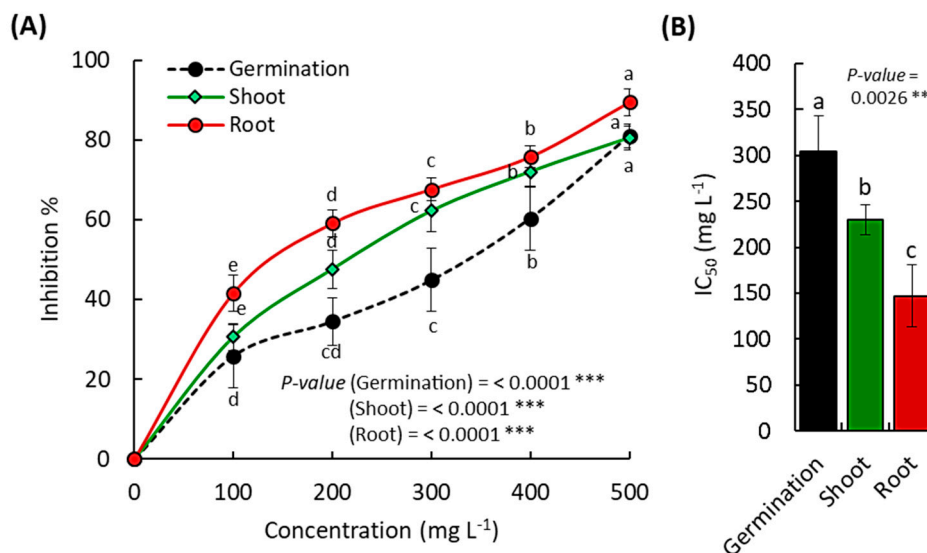 (A)
100
80
60
40
20
0
Inhibition %
Germination
Shoot
Root
e
d
c
b
a
e
d
c
b
a
d
cd
c
b
a
P-value (Germination) = < 0.0001 ***
(Shoot) = < 0.0001 ***
(Root) = < 0.0001 ***
0 100 200 300 400 500
Concentration (mg L-1)
(B)
400
350
300
250
200
150
100
50
0
IC50 (mg L-1)
P-value =
0.0026 **
a
b
c
Germination
Shoot
Root